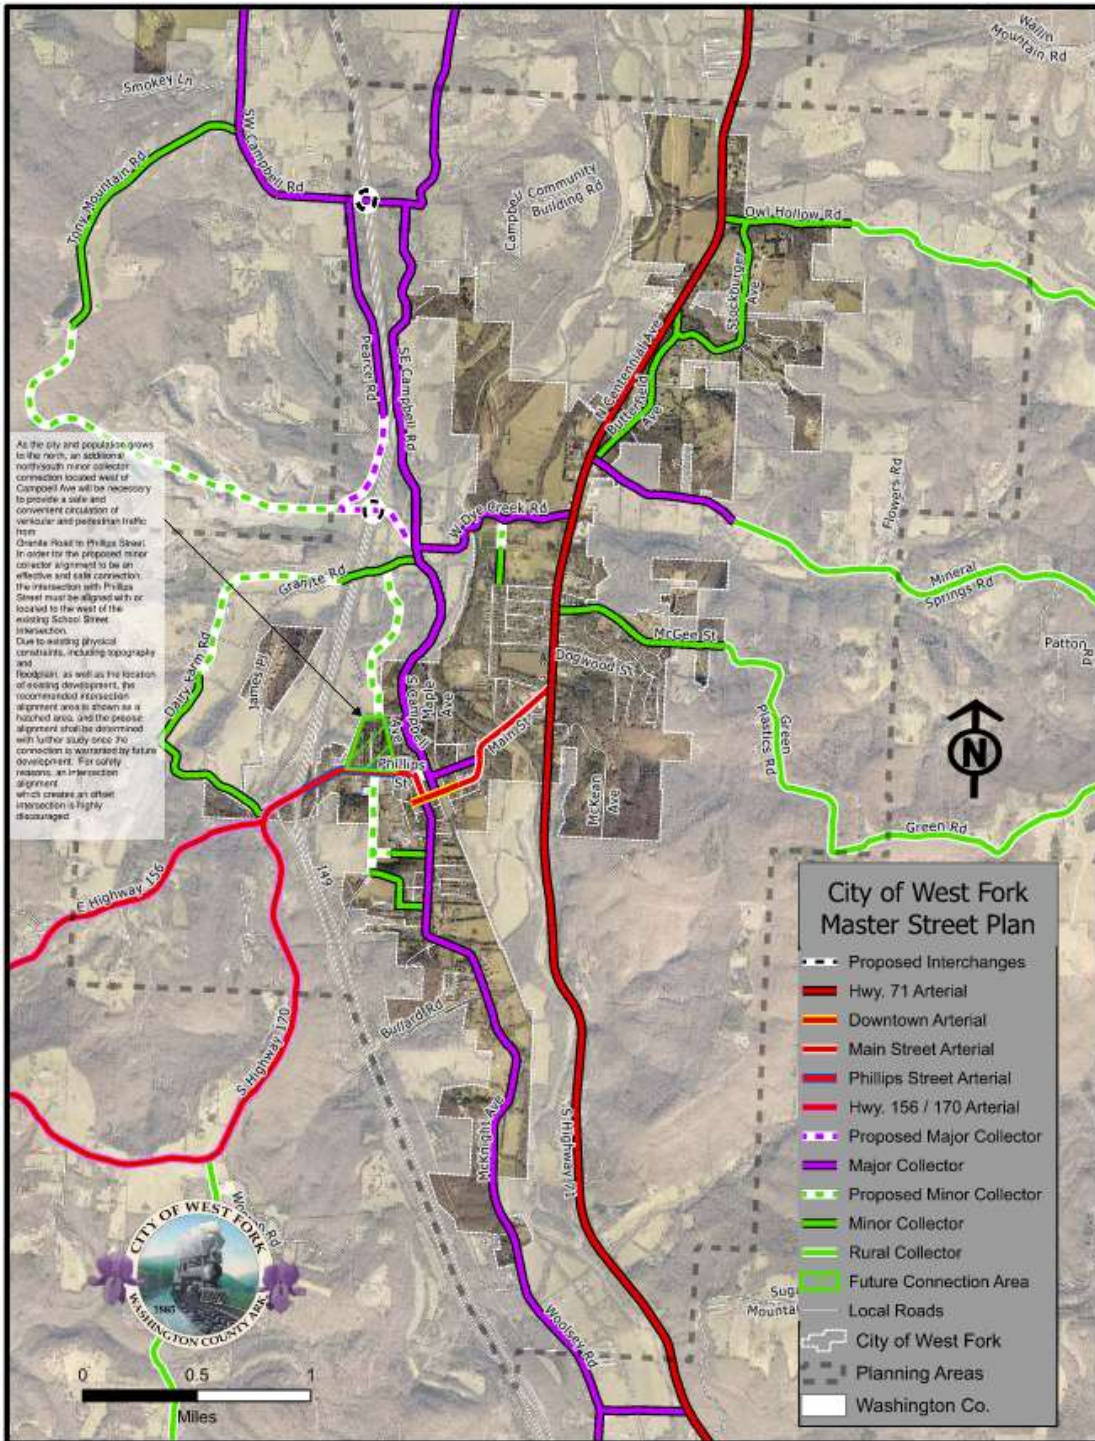 Wallin
Mountain Rd
Smokey Ln
SW Campbell Rd
Tony Mountain Rd
Campbell Community
Building Rd
Owl Hollow Rd
Stockburger
Ave
Pearce Rd
SE Campbell Rd
N Centennial Ave
Butterfield
Ave
As the city and population grows
to the north, an additional
north/south minor collector
connection located west of
Campbell Ave will be necessary
to provide a safe and
convenient circulation of
vehicular and pedestrian traffic
from
Granite Road to Phillips Street.
In order for the proposed minor
collector alignment to be an
effective and safe connection,
the intersection with Phillips
Street must be aligned with or
located to the west of the
existing School Street
intersection.
Due to existing physical
constraints, including topography
and
floodplain, as well as the location
of existing development, the
recommended intersection
alignment area is shown as a
hatched area, and the precise
alignment shall be determined
with further study once the
connection is warranted by future
development. For safety
reasons, an intersection
alignment
which creates an offset
intersection is highly
discouraged.
W Dye Creek Rd
Flowers Rd
Granite Rd
Mineral
Springs Rd
McGee St
Patton
Rd
Dogwood St
Dairy Farm Rd
James Pl
S Campbell
Ave
Maple
Ave
Main St
Green
Plastics Rd
N
Phillips
St
McKean
Ave
Green Rd
E Highway 156
I 49
S Highway 170
Bullard Rd
McKnight Ave
S Highway 71
Woolsey Rd
City of West Fork
Master Street Plan
Proposed Interchanges
Hwy. 71 Arterial
Downtown Arterial
Main Street Arterial
Phillips Street Arterial
Hwy. 156 / 170 Arterial
Proposed Major Collector
Major Collector
Proposed Minor Collector
Minor Collector
Rural Collector
Future Connection Area
Local Roads
City of West Fork
Planning Areas
Washington Co.
CITY OF WEST FORK
1885
WASHINGTON COUNTY ARK
0 0.5 1
Miles